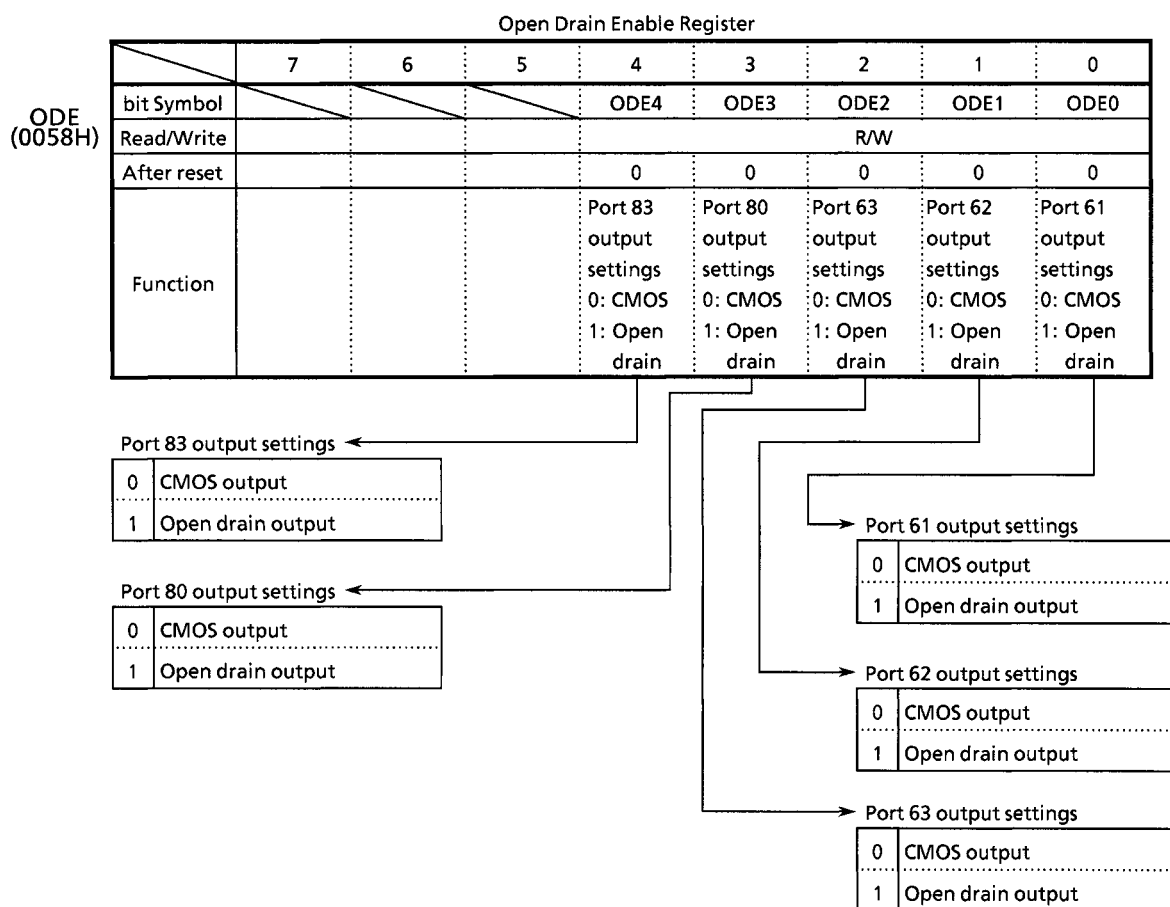 Open Drain Enable Register
7 6 5 4 3 2 1 0
ODE
(0058H)
bit Symbol ODE4 ODE3 ODE2 ODE1 ODE0
Read/Write R/W
After reset 0 0 0 0 0
Function
Port 83 output settings 0: CMOS 1: Open drain
Port 80 output settings 0: CMOS 1: Open drain
Port 63 output settings 0: CMOS 1: Open drain
Port 62 output settings 0: CMOS 1: Open drain
Port 61 output settings 0: CMOS 1: Open drain
Port 83 output settings
0 CMOS output
1 Open drain output
Port 80 output settings
0 CMOS output
1 Open drain output
Port 61 output settings
0 CMOS output
1 Open drain output
Port 62 output settings
0 CMOS output
1 Open drain output
Port 63 output settings
0 CMOS output
1 Open drain output